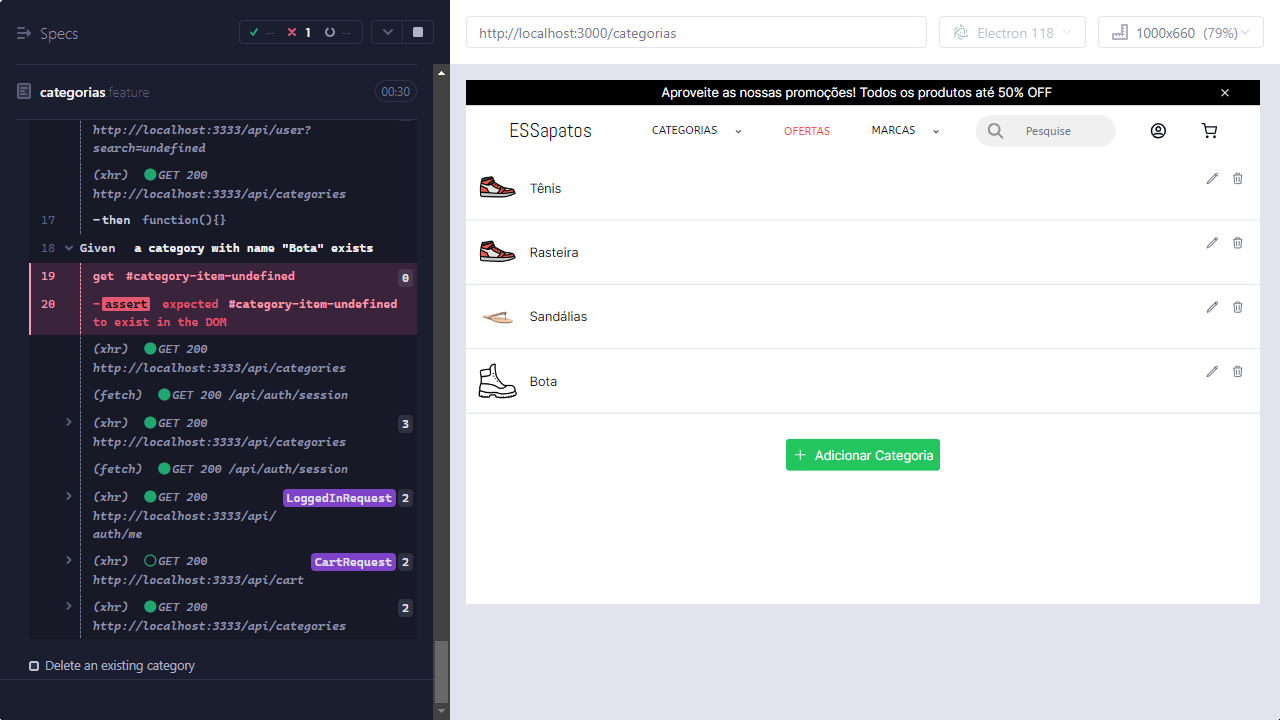 Specs
-- 1 --
categorias.feature
00:30
http://localhost:3333/api/user?
search=undefined
(xhr) GET 200
http://localhost:3333/api/categories
17 -then function(){}
18 Given a category with name "Bota" exists
19 get #category-item-undefined 0
20 -assert expected #category-item-undefined
to exist in the DOM
(xhr) GET 200
http://localhost:3333/api/categories
(fetch) GET 200 /api/auth/session
(xhr) GET 200 3
http://localhost:3333/api/categories
(fetch) GET 200 /api/auth/session
(xhr) GET 200 LoggedInRequest 2
http://localhost:3333/api/
auth/me
(xhr) GET 200 CartRequest 2
http://localhost:3333/api/cart
(xhr) GET 200 2
http://localhost:3333/api/categories
Delete an existing category
http://localhost:3000/categorias
Electron 118
1000x660 (79%)
Aproveite as nossas promoções! Todos os produtos até 50% OFF
ESSapatos
CATEGORIAS
OFERTAS
MARCAS
Pesquise
Tênis
Rasteira
Sandálias
Bota
Adicionar Categoria